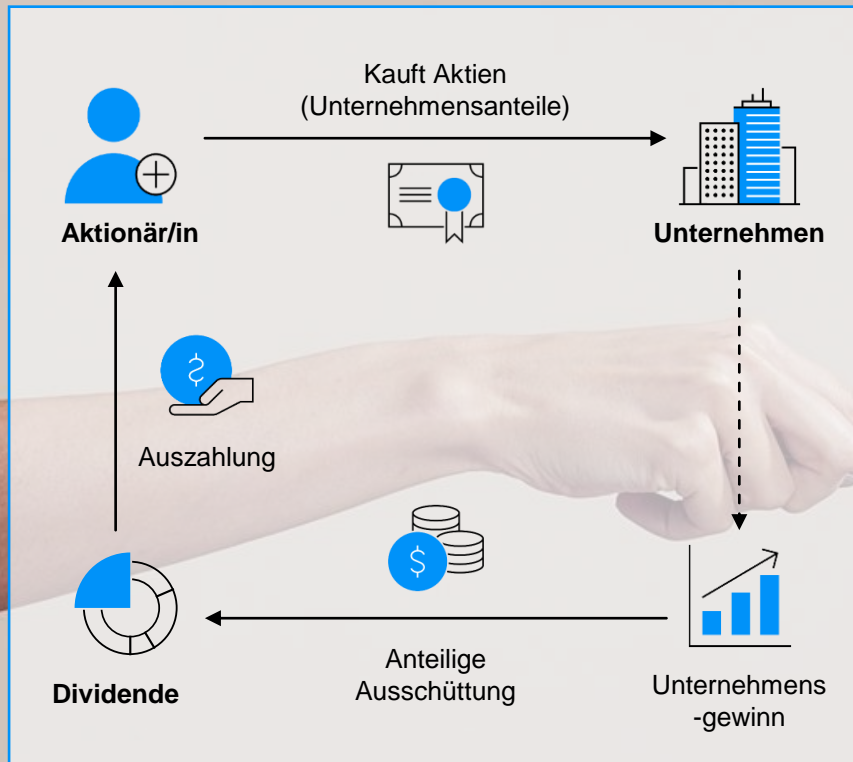 Kauft Aktien
(Unternehmensanteile)
Aktionär/in
Unternehmen
$
Auszahlung
$
Anteilige
Ausschüttung
Dividende
Unternehmens
-gewinn